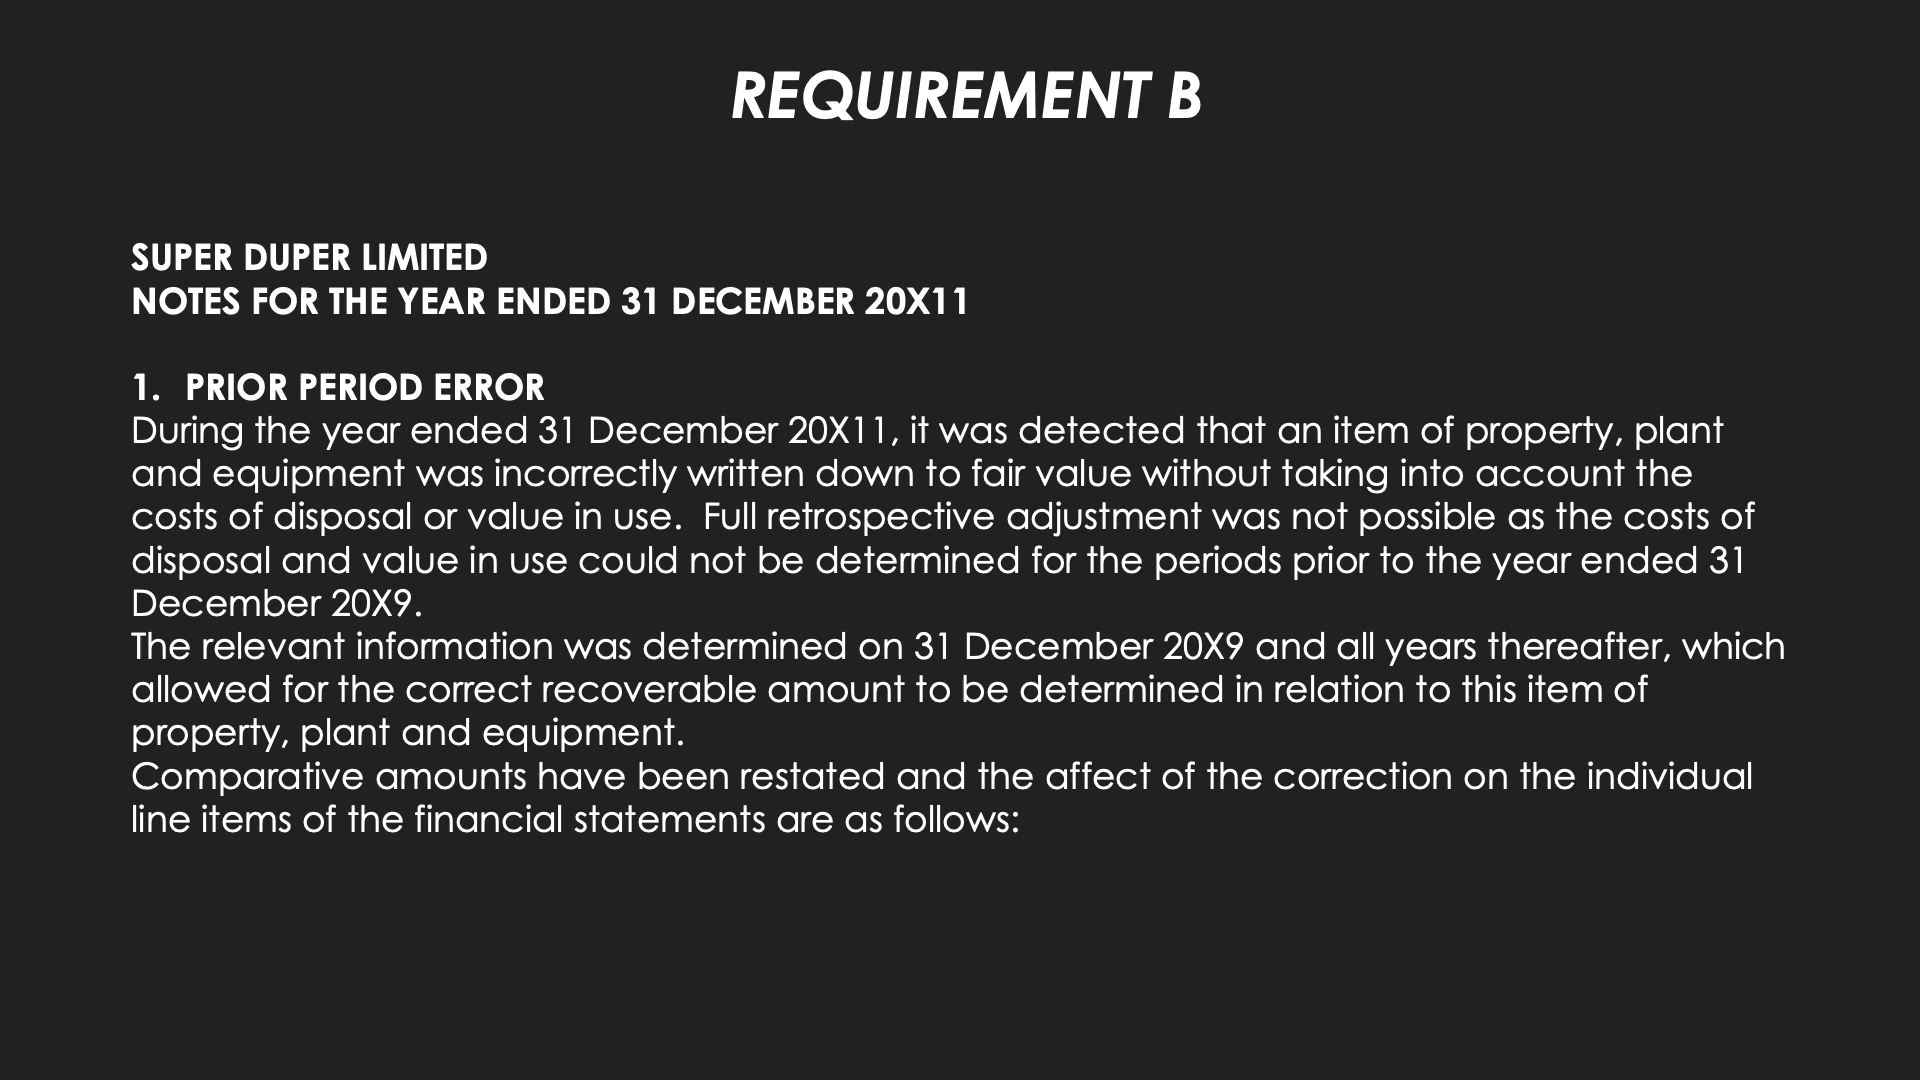 REQUIREMENT B
SUPER DUPER LIMITED
NOTES FOR THE YEAR ENDED 31 DECEMBER 20X11
1. PRIOR PERIOD ERROR
During the year ended 31 December 20X11, it was detected that an item of property, plant
and equipment was incorrectly written down to fair value without taking into account the
costs of disposal or value in use.  Full retrospective adjustment was not possible as the costs of
disposal and value in use could not be determined for the periods prior to the year ended 31
December 20X9.
The relevant information was determined on 31 December 20X9 and all years thereafter, which
allowed for the correct recoverable amount to be determined in relation to this item of
property, plant and equipment.
Comparative amounts have been restated and the affect of the correction on the individual
line items of the financial statements are as follows: